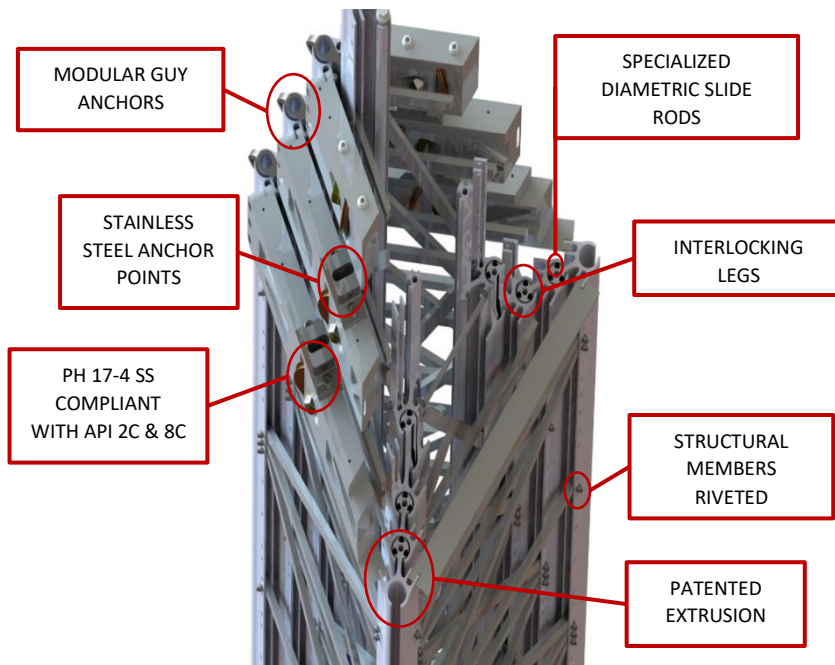 MODULAR GUY
ANCHORS
SPECIALIZED
DIAMETRIC SLIDE
RODS
STAINLESS
STEEL ANCHOR
POINTS
INTERLOCKING
LEGS
PH 17-4 SS
COMPLIANT
WITH API 2C & 8C
STRUCTURAL
MEMBERS
RIVETED
PATENTED
EXTRUSION